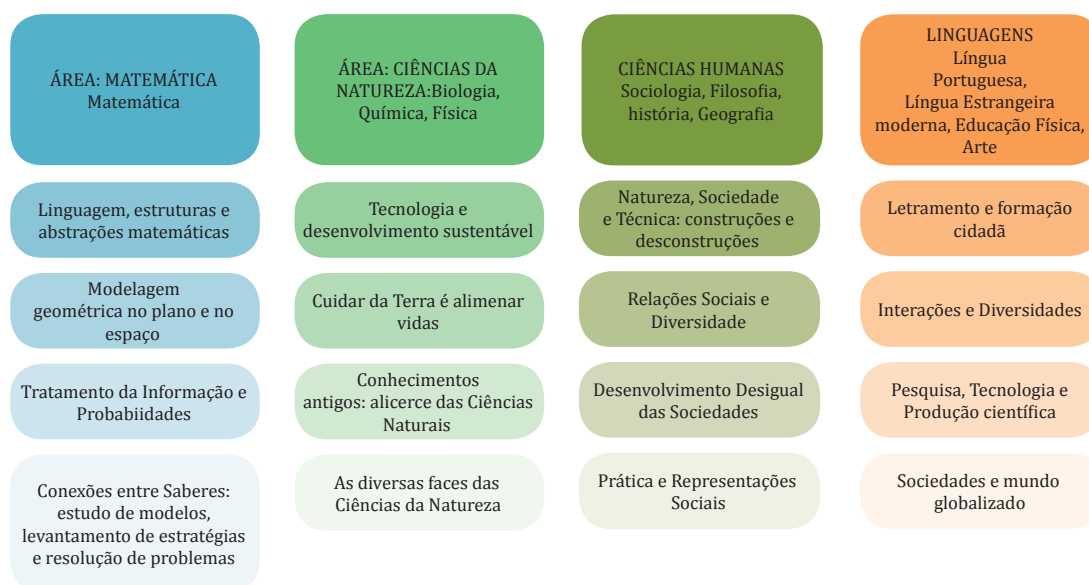 ÁREA: MATEMÁTICA
Matemática
Linguagem, estruturas e
abstrações matemáticas
Modelagem
geométrica no plano e no
espaço
Tratamento da Informação e
Probabiidades
Conexões entre Saberes:
estudo de modelos,
levantamento de estratégias
e resolução de problemas
ÁREA: CIÊNCIAS DA
NATUREZA:Biologia,
Química, Física
Tecnologia e
desenvolvimento sustentável
Cuidar da Terra é alimenar
vidas
Conhecimentos
antigos: alicerce das Ciências
Naturais
As diversas faces das
Ciências da Natureza
CIÊNCIAS HUMANAS
Sociologia, Filosofia,
história, Geografia
Natureza, Sociedade
e Técnica: construções e
desconstruções
Relações Sociais e
Diversidade
Desenvolvimento Desigual
das Sociedades
Prática e Representações
Sociais
LINGUAGENS
Língua
Portuguesa,
Língua Estrangeira
moderna, Educação Física,
Arte
Letramento e formação
cidadã
Interações e Diversidades
Pesquisa, Tecnologia e
Produção científica
Sociedades e mundo
globalizado